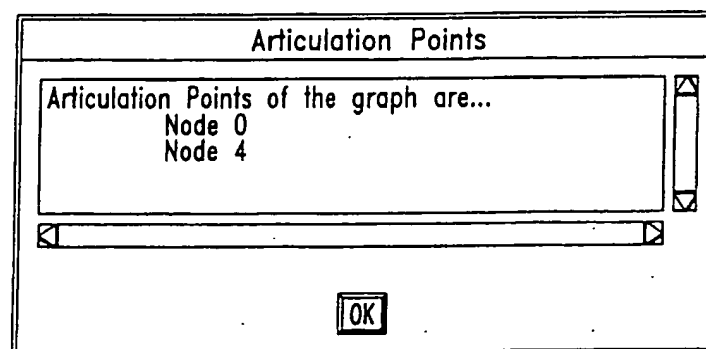 Articulation Points
Articulation Points of the graph are...
Node 0
Node 4
OK